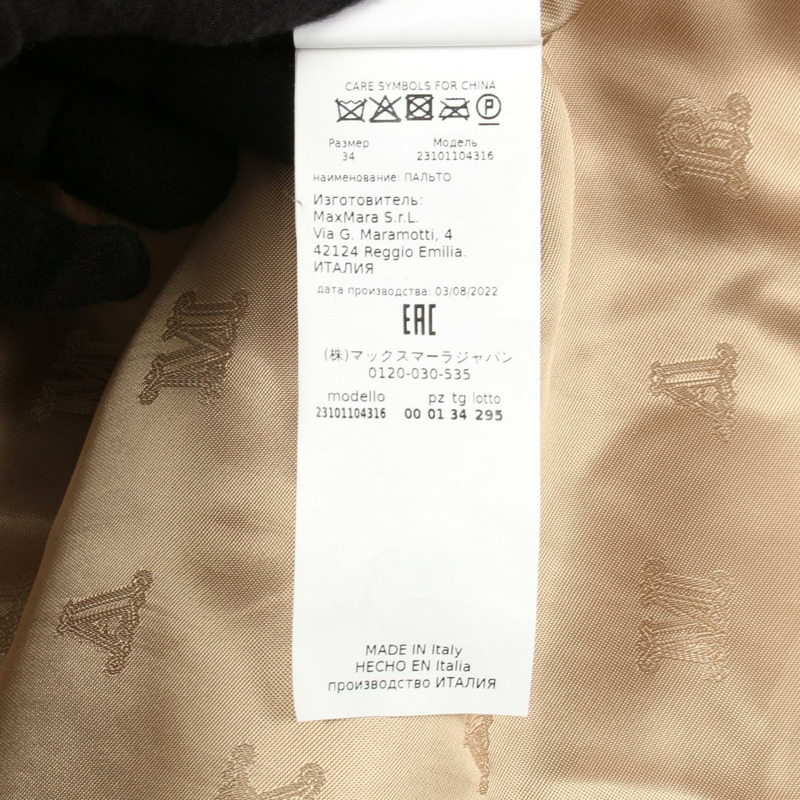 CARE SYMBOLS FOR CHINA
P
Размер Модель
34 23101104316
наименование: ПАЛЬТО
Изготовитель:
MaxMara S.r.L.
Via G. Maramotti, 4
42124 Reggio Emilia.
ИТАЛИЯ
дата производства: 03/08/2022
EAC
(株)マックスマーラジャパン
0120-030-535
modello pz tg lotto
23101104316 00 01 34 295
MADE IN Italy
HECHO EN Italia
производство ИТАЛИЯ